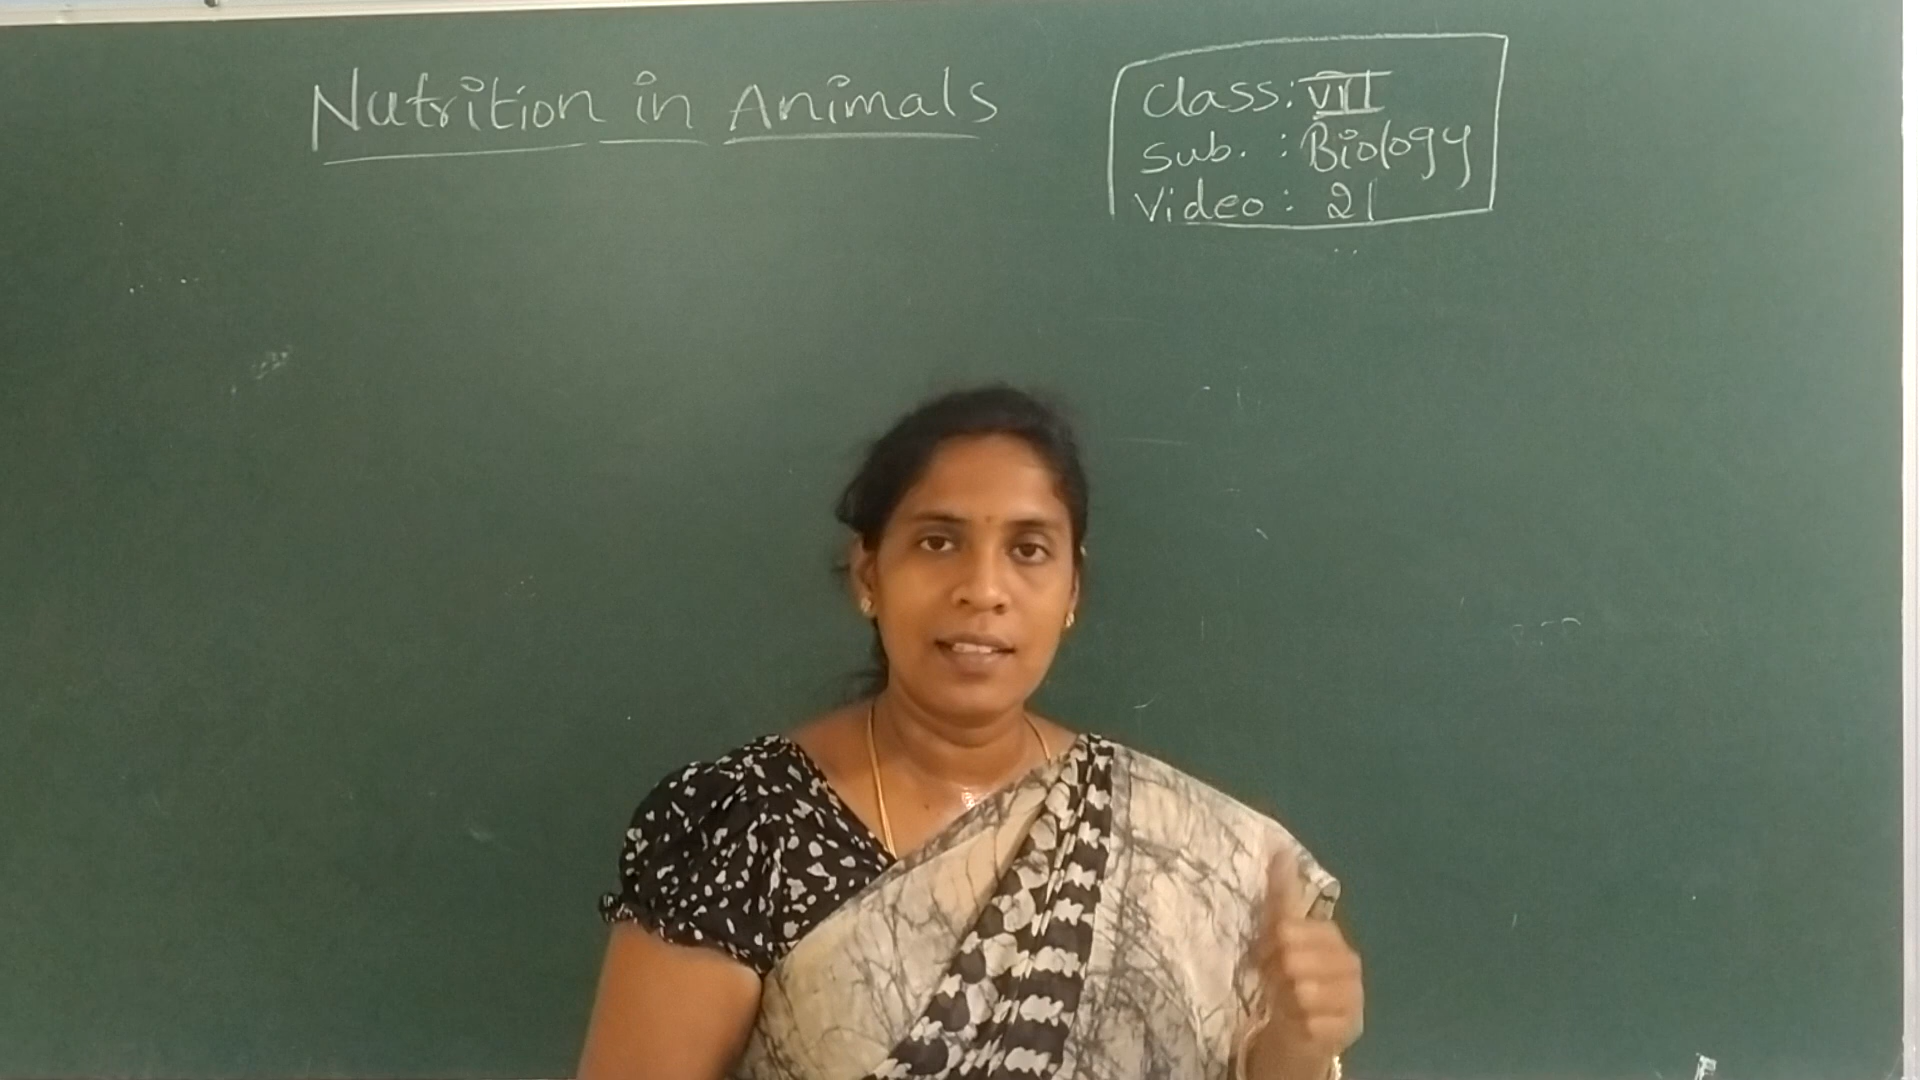 Nutrition in Animals
class: VII
sub. : Biology
Video : 21